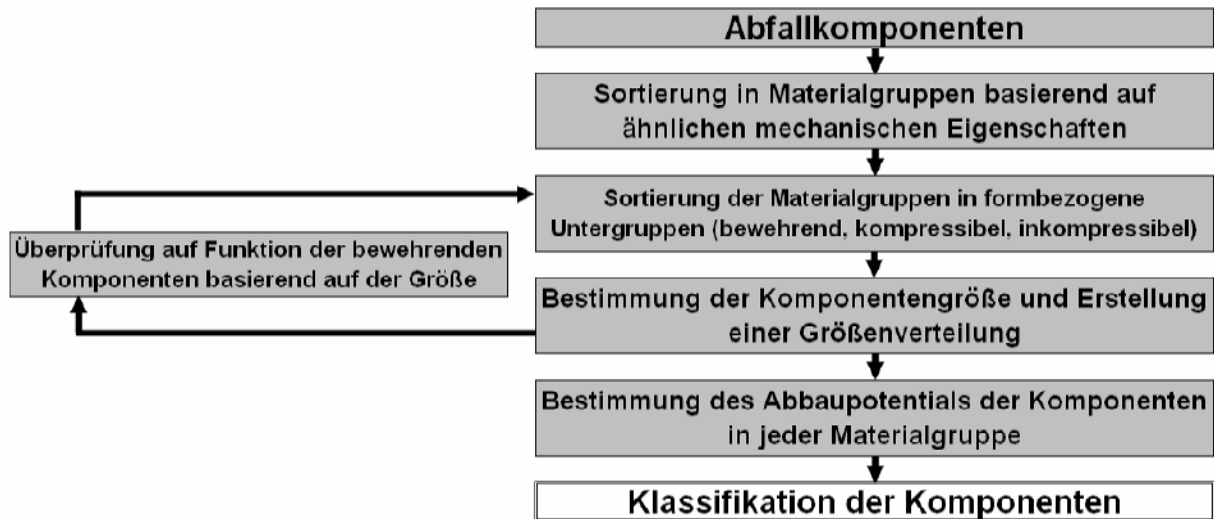 Abfallkomponenten
Sortierung in Materialgruppen basierend auf
ähnlichen mechanischen Eigenschaften
Sortierung der Materialgruppen in formbezogene
Untergruppen (bewehrend, kompressibel, inkompressibel)
Überprüfung auf Funktion der bewehrenden
Komponenten basierend auf der Größe
Bestimmung der Komponentengröße und Erstellung
einer Größenverteilung
Bestimmung des Abbaupotentials der Komponenten
in jeder Materialgruppe
Klassifikation der Komponenten